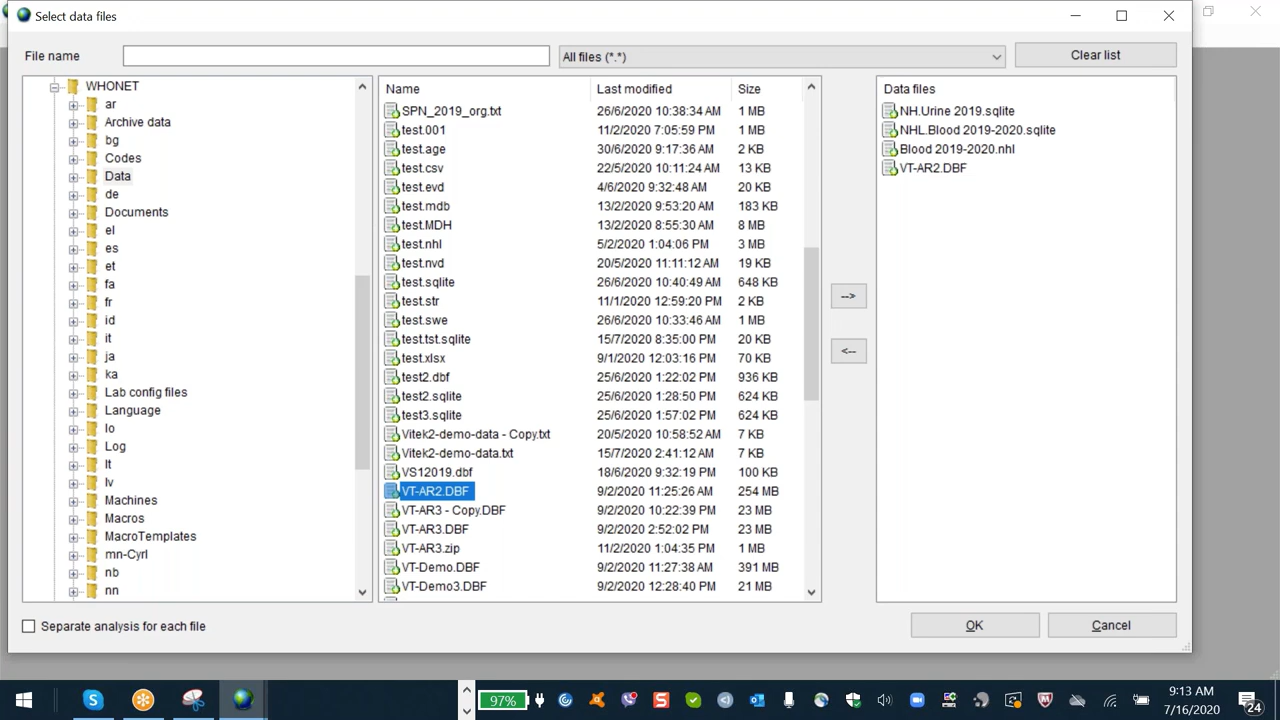 Select data files
File name
All files (*.*)
Clear list
WHONET
ar
Archive data
bg
Codes
Data
de
Documents
el
es
et
fa
fr
id
it
ja
ka
Lab config files
Language
lo
Log
lt
lv
Machines
Macros
MacroTemplates
mn-Cyrl
nb
nn
Name Last modified Size
SPN_2019_org.txt 26/6/2020 10:38:34 AM 1 MB
test.001 11/2/2020 7:05:59 PM 1 MB
test.age 30/6/2020 9:17:36 AM 2 KB
test.csv 22/5/2020 10:11:24 AM 13 KB
test.evd 4/6/2020 9:32:48 AM 20 KB
test.mdb 13/2/2020 9:53:20 AM 183 KB
test.MDH 13/2/2020 8:55:30 AM 8 MB
test.nhl 5/2/2020 1:04:06 PM 3 MB
test.nvd 20/5/2020 11:11:12 AM 19 KB
test.sqlite 26/6/2020 10:40:49 AM 648 KB
test.str 11/1/2020 12:59:20 PM 2 KB
test.swe 26/6/2020 10:33:46 AM 1 MB
test.tst.sqlite 15/7/2020 8:35:00 PM 20 KB
test.xlsx 9/1/2020 12:03:16 PM 70 KB
test2.dbf 25/6/2020 1:22:02 PM 936 KB
test2.sqlite 25/6/2020 1:28:50 PM 624 KB
test3.sqlite 25/6/2020 1:57:02 PM 624 KB
Vitek2-demo-data - Copy.txt 20/5/2020 10:58:52 AM 7 KB
Vitek2-demo-data.txt 15/7/2020 2:41:12 AM 7 KB
VS12019.dbf 18/6/2020 9:32:19 PM 100 KB
VT-AR2.DBF 9/2/2020 11:25:26 AM 254 MB
VT-AR3 - Copy.DBF 9/2/2020 10:22:39 PM 23 MB
VT-AR3.DBF 9/2/2020 2:52:02 PM 23 MB
VT-AR3.zip 11/2/2020 1:04:35 PM 1 MB
VT-Demo.DBF 9/2/2020 11:27:38 AM 391 MB
VT-Demo3.DBF 9/2/2020 12:28:40 PM 21 MB
-->
<--
Data files
NH.Urine 2019.sqlite
NHL.Blood 2019-2020.sqlite
Blood 2019-2020.nhl
VT-AR2.DBF
Separate analysis for each file
OK
Cancel
97%
9:13 AM
7/16/2020
24